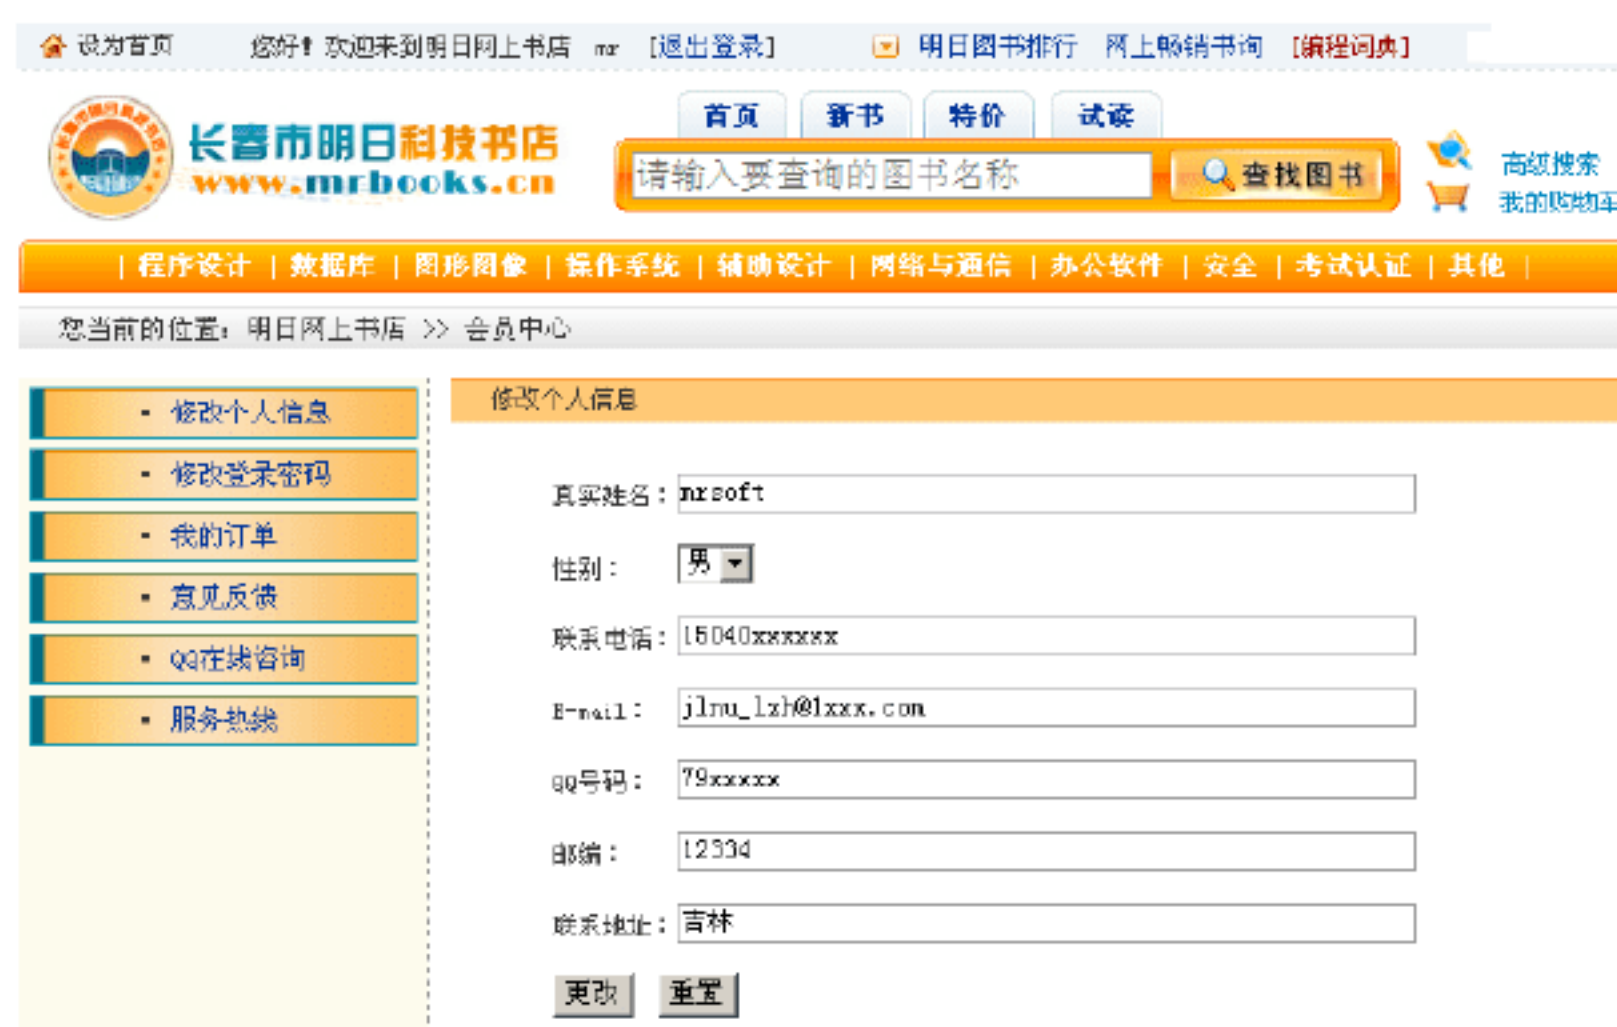 设为首页 您好！欢迎来到明日网上书店 mr [退出登录] 明日图书排行 网上畅销书询 [编程词典]
首页 新书 特价 试读
长春市明日科技书店
www.mrbooks.cn
请输入要查询的图书名称 查找图书
高级搜索
我的购物车
| 程序设计 | 数据库 | 图形图像 | 操作系统 | 辅助设计 | 网络与通信 | 办公软件 | 安全 | 考试认证 | 其他 |
您当前的位置：明日网上书店 >> 会员中心
修改个人信息
修改登录密码
我的订单
意见反馈
QQ在线咨询
服务热线
修改个人信息
真实姓名：mrsoft
性别： 男
联系电话：15040xxxxxx
E-mail：jlnu_lzh@1xxx.com
QQ号码：79xxxxx
邮编：12334
联系地址：吉林
更改 重置